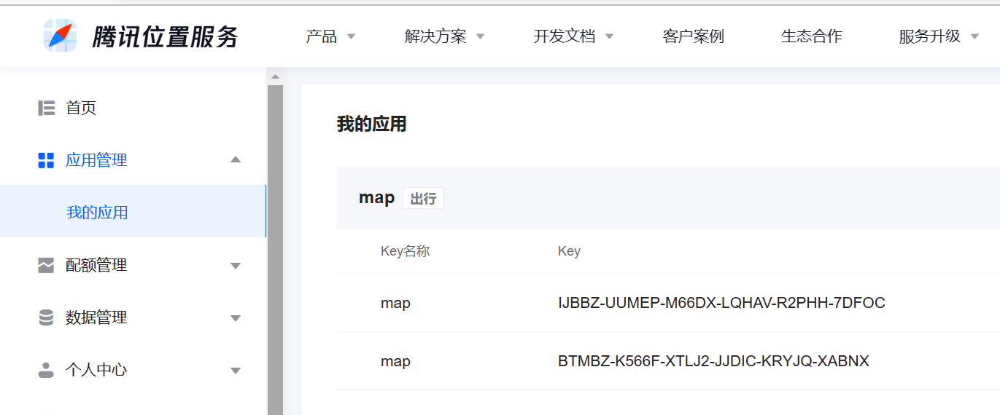 腾讯位置服务 产品 解决方案 开发文档 客户案例 生态合作 服务升级
首页
应用管理
我的应用
配额管理
数据管理
个人中心
我的应用
map 出行
Key名称 Key
map IJBBZ-UUMEP-M66DX-LQHAV-R2PHH-7DFOC
map BTMBZ-K566F-XTLJ2-JJDIC-KRYJQ-XABNX